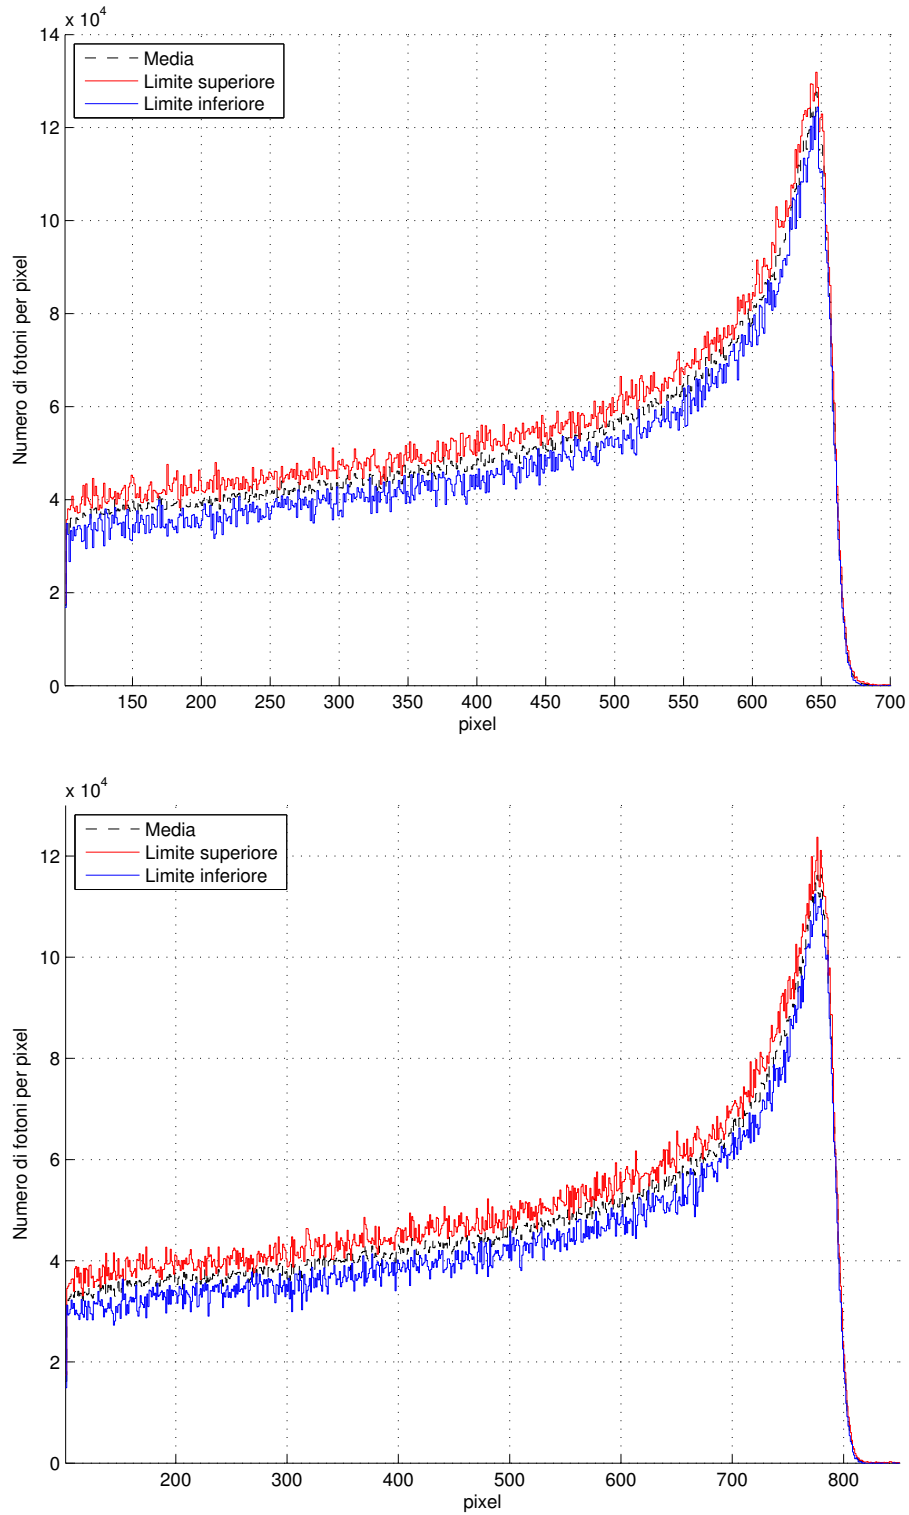 x 10^4
14
12
10
8
6
4
2
0
Numero di fotoni per pixel
Media
Limite superiore
Limite inferiore
150 200 250 300 350 400 450 500 550 600 650 700
pixel
x 10^4
12
10
8
6
4
2
0
Numero di fotoni per pixel
Media
Limite superiore
Limite inferiore
200 300 400 500 600 700 800
pixel